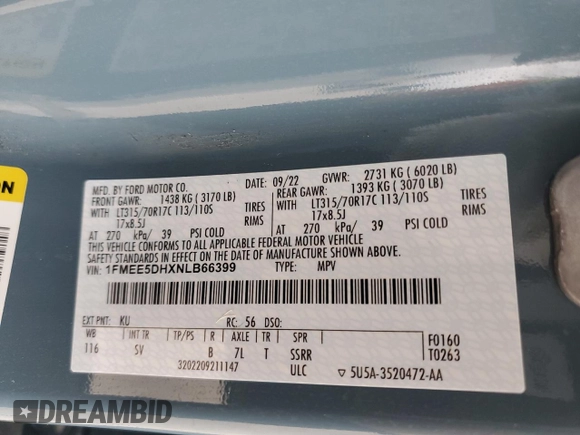 ON
MFD. BY FORD MOTOR CO.
09/22 GVWR: 2731 KG ( 6020 LB)
FRONT GAWR: 1438 KG ( 3170 LB)
REAR GAWR: 1393 KG ( 3070 LB)
WITH LT315/70R17C 113/110S TIRES
17x8.5J RIMS
WITH LT315/70R17C 113/110S TIRES
17x8.5J RIMS
AT 270 kPa/ 39 PSI COLD
AT 270 kPa/ 39 PSI COLD
THIS VEHICLE CONFORMS TO ALL APPLICABLE FEDERAL MOTOR VEHICLE
SAFETY STANDARDS IN EFFECT ON THE DATE OF MANUFACTURE SHOWN ABOVE.
VIN: 1FMEE5DHXNLB66399 TYPE: MPV
EXT PNT: KU RC: 56 DSO:
WB INT TR TP/PS R AXLE TR SPR F0160
116 SV B 7L T SSRR T0263
3202209211147 ULC ▽ 5U5A-3520472-AA
DREAMBID